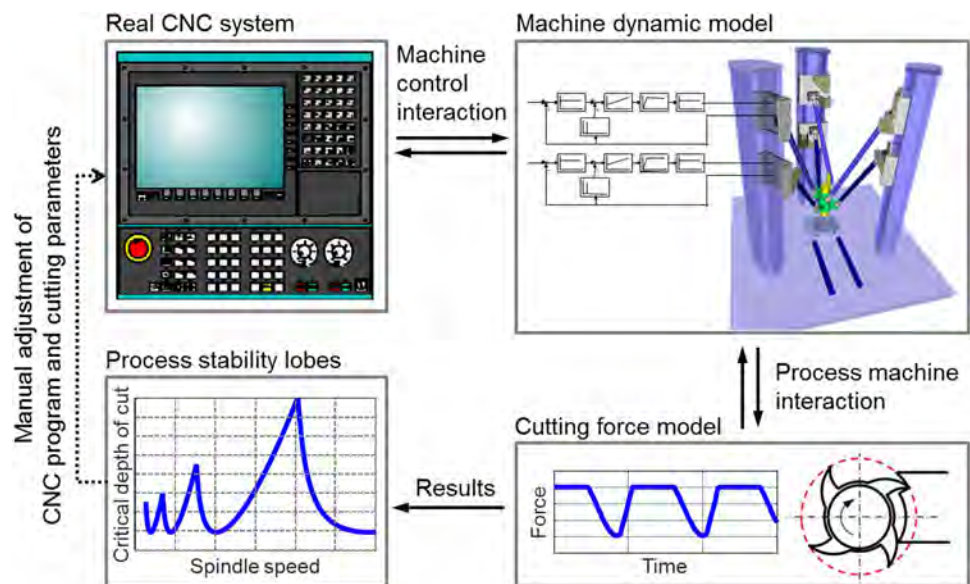 Real CNC system
Machine
control
interaction
Machine dynamic model
Manual adjustment of
CNC program and cutting parameters
Process machine
interaction
Process stability lobes
Critical depth of cut
Spindle speed
Results
Cutting force model
Force
Time